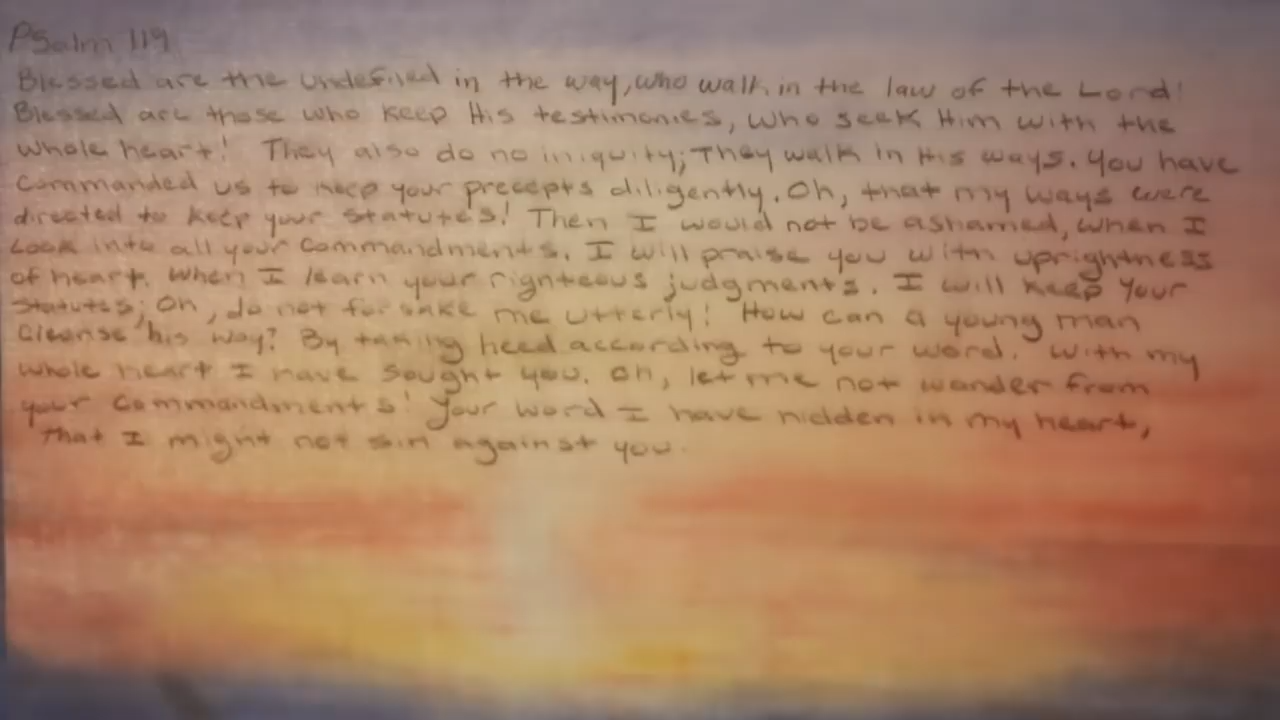 Psalm 119
Blessed are the undefiled in the way, who walk in the law of the Lord!
Blessed are those who keep His testimonies, who seek Him with the
whole heart! They also do no iniquity; They walk in His ways. You have
commanded us to keep your precepts diligently. Oh, that my ways were
directed to keep your statutes! Then I would not be ashamed, when I
Look into all your commandments. I will praise you with uprightness
of heart, when I learn your righteous judgments. I will keep your
statutes; Oh, do not forsake me utterly! How can a young man
Cleanse his way? By taking heed according to your word. With my
whole heart I have sought you. Oh, let me not wander from
your commandments! Your word I have hidden in my heart,
That I might not sin against you.